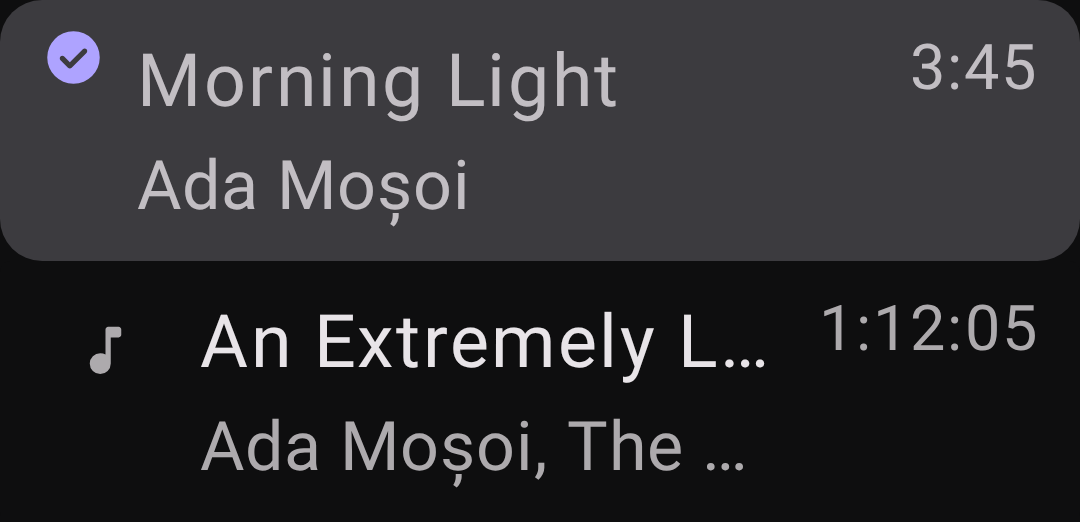 Morning Light
3:45
Ada Moșoi
An Extremely L…
1:12:05
Ada Moșoi, The …